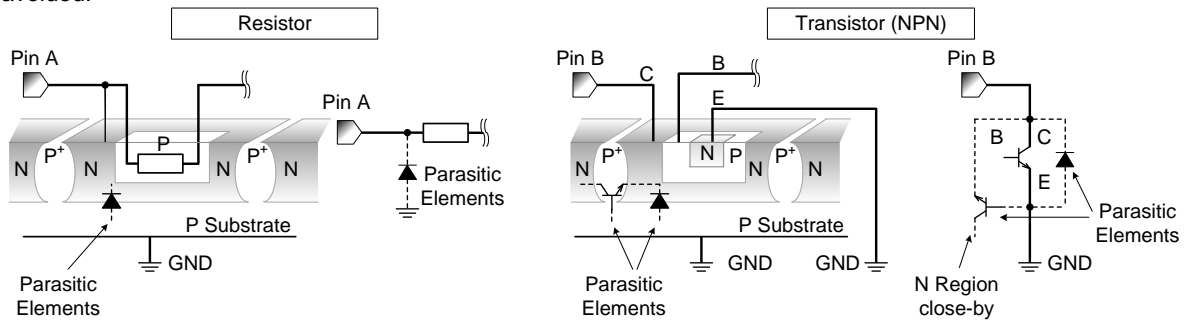 Resistor
Transistor (NPN)
Pin A
Pin A
P
N
P+
N
N
P+
N
Parasitic
Elements
P Substrate
GND
Parasitic
Elements
Pin B
C
B
E
Pin B
N
P+
N
N
P
N
P+
N
P Substrate
GND
GND
Parasitic
Elements
B
C
E
Parasitic
Elements
N Region
close-by
GND